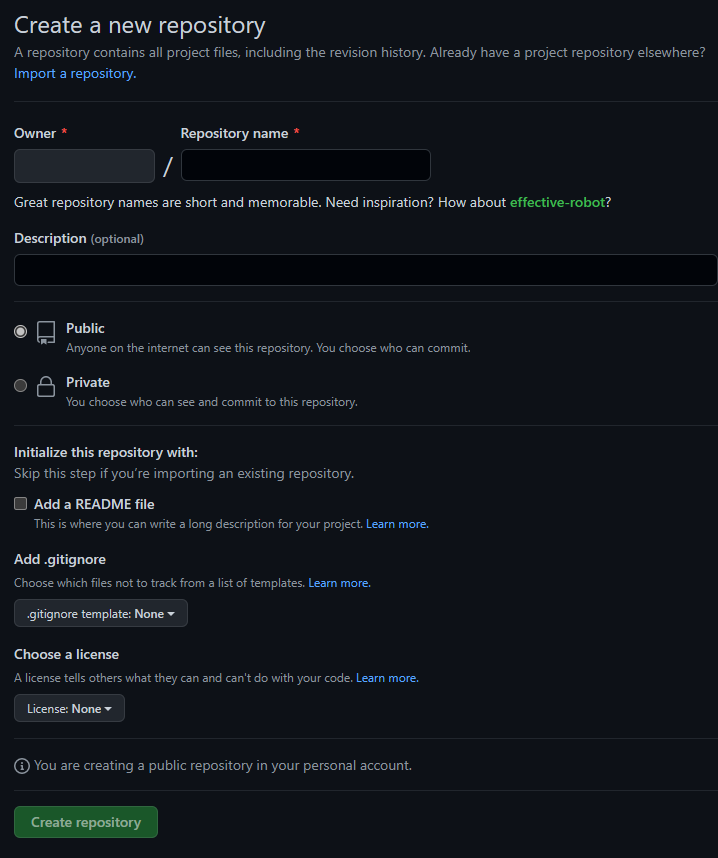 Create a new repository
A repository contains all project files, including the revision history. Already have a project repository elsewhere?
Import a repository.
Owner * Repository name *
/
Great repository names are short and memorable. Need inspiration? How about effective-robot?
Description (optional)
Public
Anyone on the internet can see this repository. You choose who can commit.
Private
You choose who can see and commit to this repository.
Initialize this repository with:
Skip this step if you’re importing an existing repository.
Add a README file
This is where you can write a long description for your project. Learn more.
Add .gitignore
Choose which files not to track from a list of templates. Learn more.
.gitignore template: None
Choose a license
A license tells others what they can and can't do with your code. Learn more.
License: None
You are creating a public repository in your personal account.
Create repository